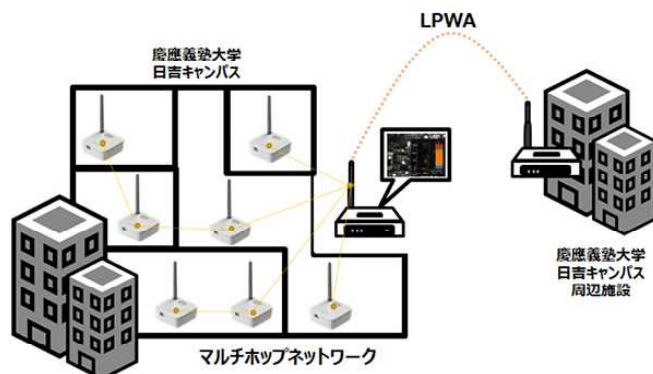 LPWA
慶應義塾大学
日吉キャンパス
慶應義塾大学
日吉キャンパス
周辺施設
マルチホップネットワーク